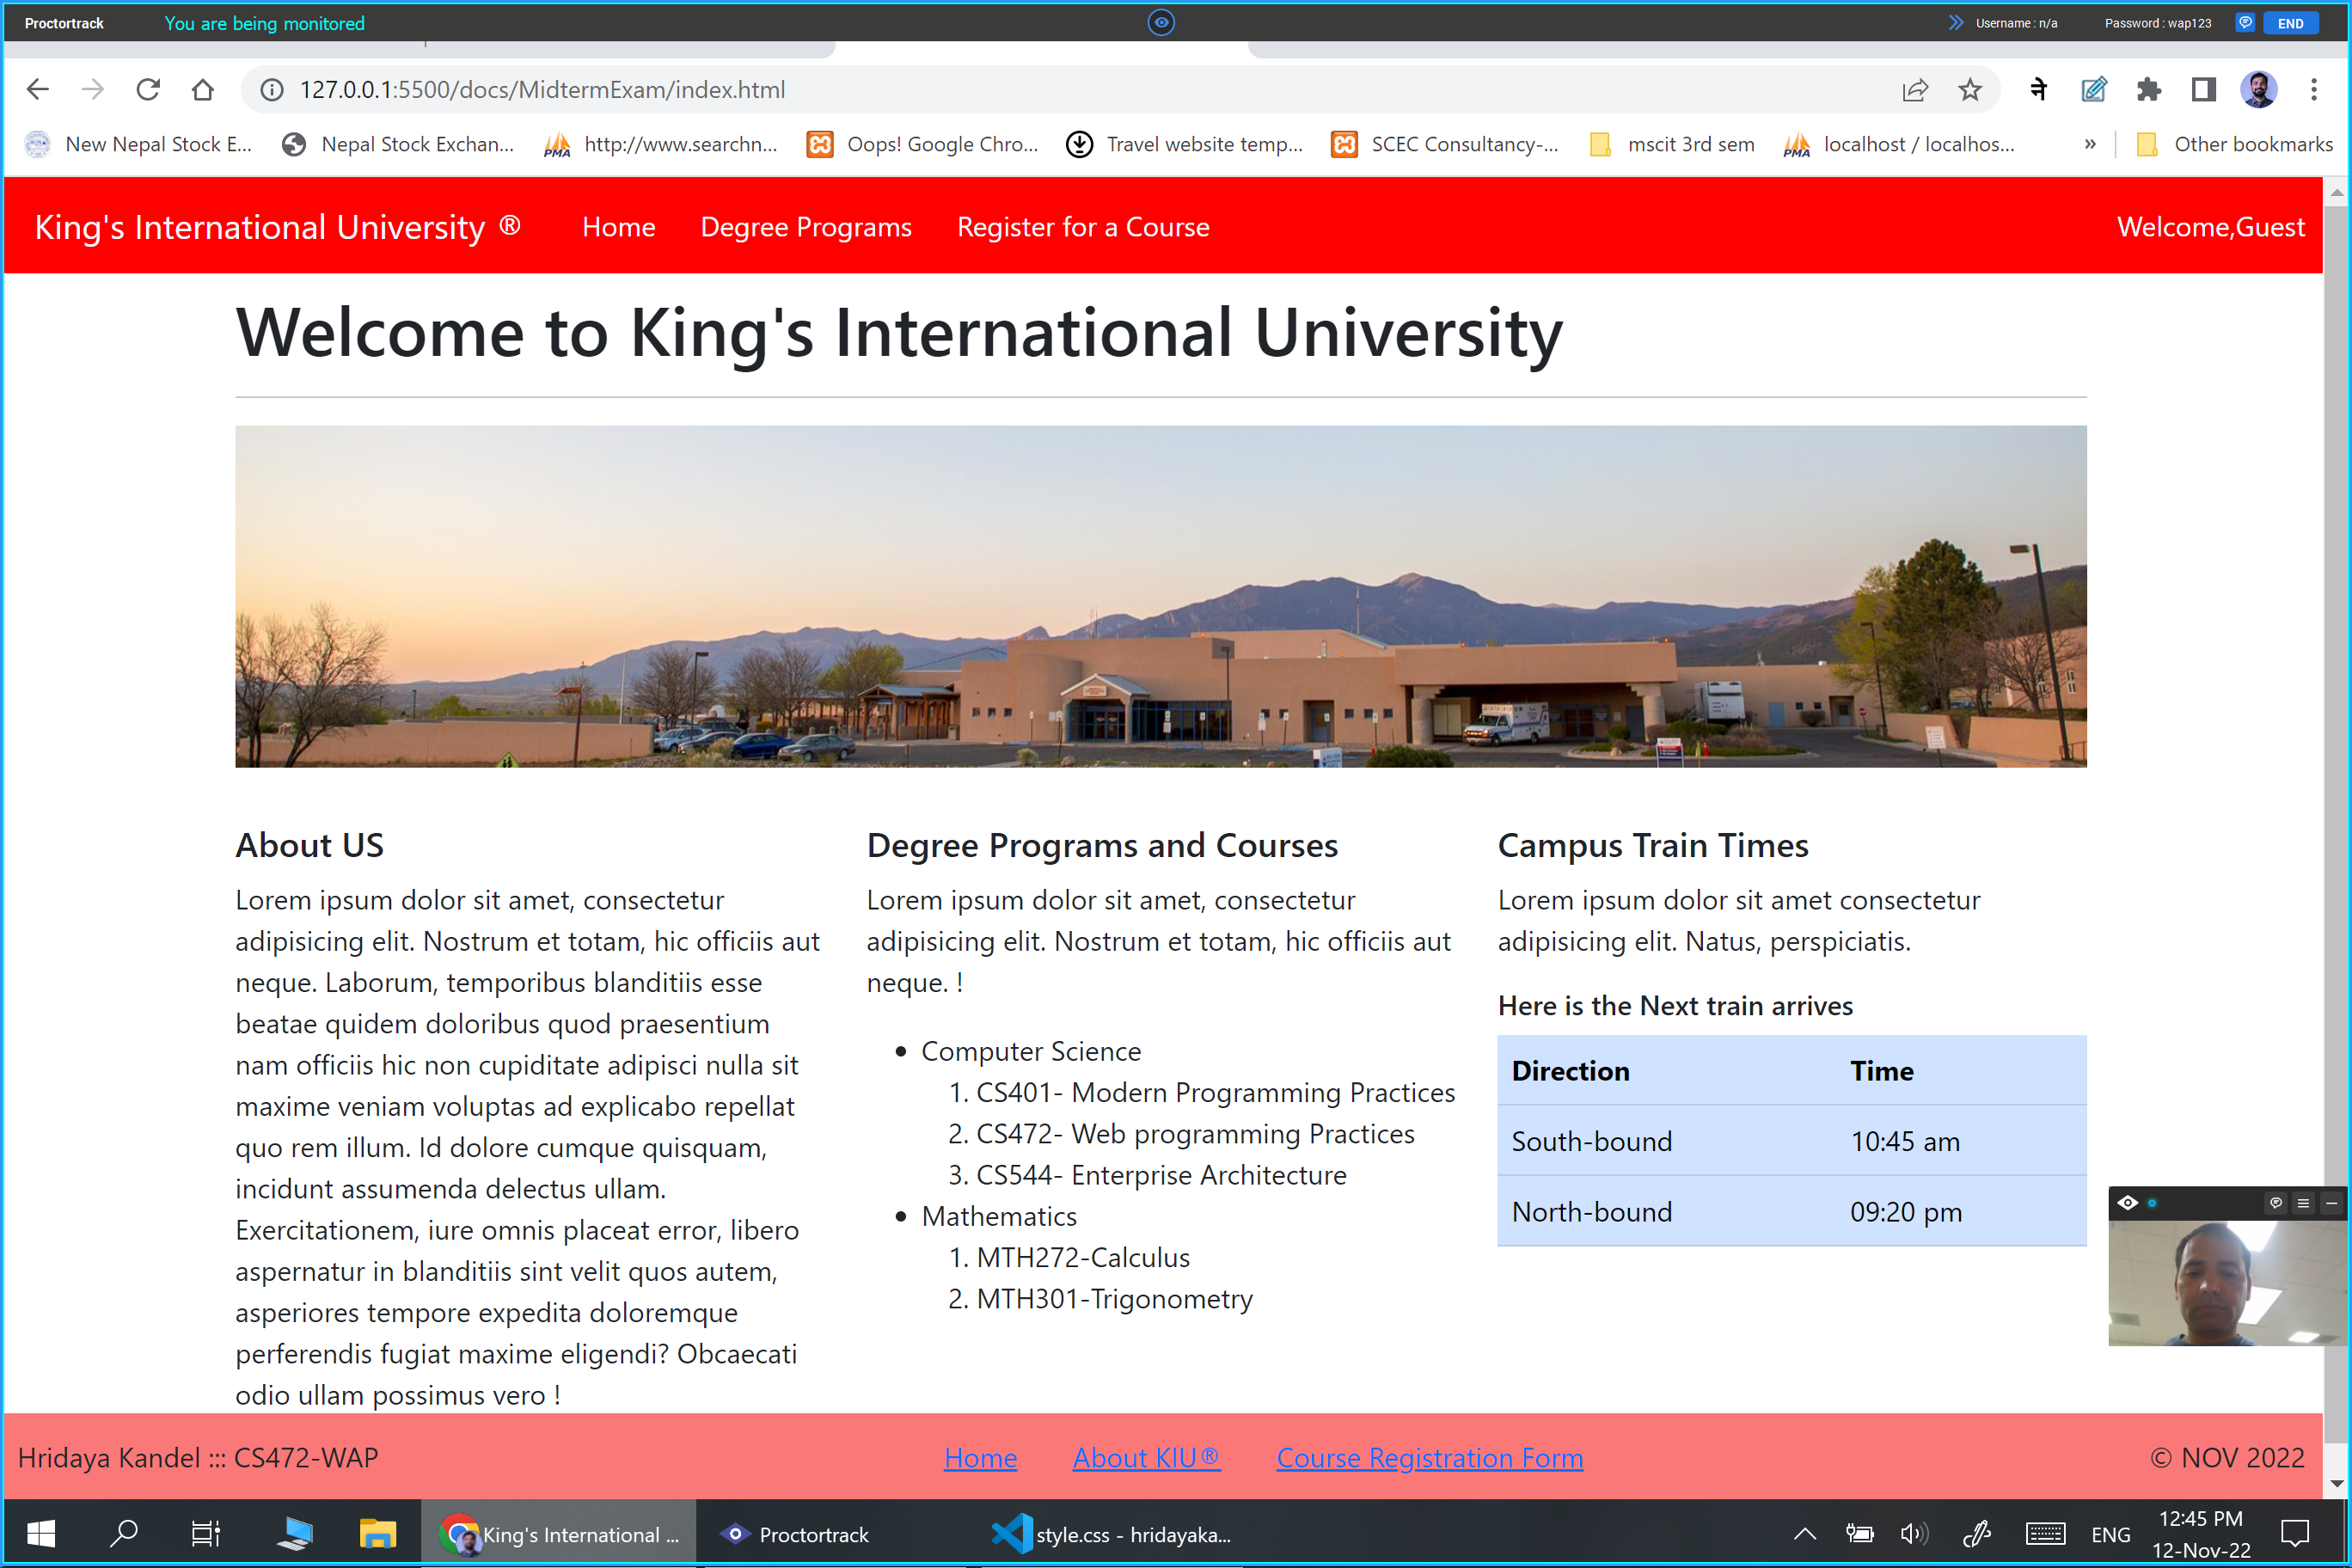 Proctortrack You are being monitored Username : n/a Password : wap123 END
127.0.0.1:5500/docs/MidtermExam/index.html ने
New Nepal Stock E... Nepal Stock Exchan... PMA http://www.searchn... Oops! Google Chro... Travel website temp... SCEC Consultancy-... mscit 3rd sem PMA localhost / localhos... » Other bookmarks
King's International University ® Home Degree Programs Register for a Course Welcome,Guest
Welcome to King's International University
About US
Lorem ipsum dolor sit amet, consectetur
adipisicing elit. Nostrum et totam, hic officiis aut
neque. Laborum, temporibus blanditiis esse
beatae quidem doloribus quod praesentium
nam officiis hic non cupiditate adipisci nulla sit
maxime veniam voluptas ad explicabo repellat
quo rem illum. Id dolore cumque quisquam,
incidunt assumenda delectus ullam.
Exercitationem, iure omnis placeat error, libero
aspernatur in blanditiis sint velit quos autem,
asperiores tempore expedita doloremque
perferendis fugiat maxime eligendi? Obcaecati
odio ullam possimus vero !
Degree Programs and Courses
Lorem ipsum dolor sit amet, consectetur
adipisicing elit. Nostrum et totam, hic officiis aut
neque. !
• Computer Science
1. CS401- Modern Programming Practices
2. CS472- Web programming Practices
3. CS544- Enterprise Architecture
• Mathematics
1. MTH272-Calculus
2. MTH301-Trigonometry
Campus Train Times
Lorem ipsum dolor sit amet consectetur
adipisicing elit. Natus, perspiciatis.
Here is the Next train arrives
Direction Time
South-bound 10:45 am
North-bound 09:20 pm
Hridaya Kandel ::: CS472-WAP Home About KIU® Course Registration Form © NOV 2022
King's International ... Proctortrack style.css - hridayaka... ENG 12:45 PM
12-Nov-22